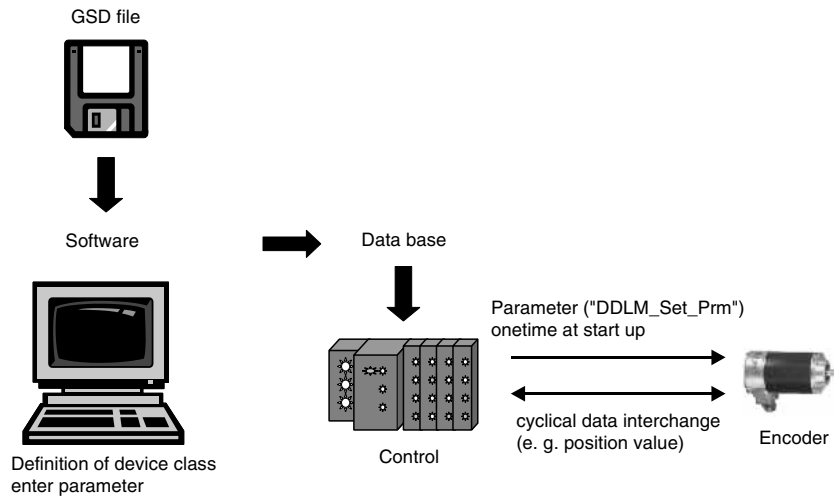 GSD file
Software
Data base
Parameter ("DDLM_Set_Prm")
onetime at start up
cyclical data interchange
(e. g. position value)
Encoder
Control
Definition of device class
enter parameter